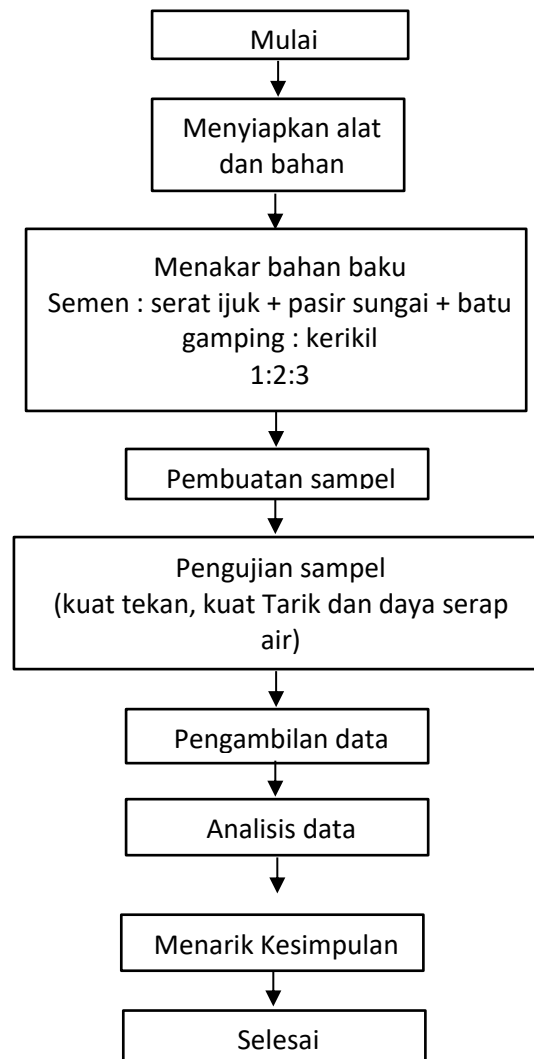 Mulai
Menyiapkan alat
dan bahan
Menakar bahan baku
Semen : serat ijuk + pasir sungai + batu
gamping : kerikil
1:2:3
Pembuatan sampel
Pengujian sampel
(kuat tekan, kuat Tarik dan daya serap
air)
Pengambilan data
Analisis data
Menarik Kesimpulan
Selesai